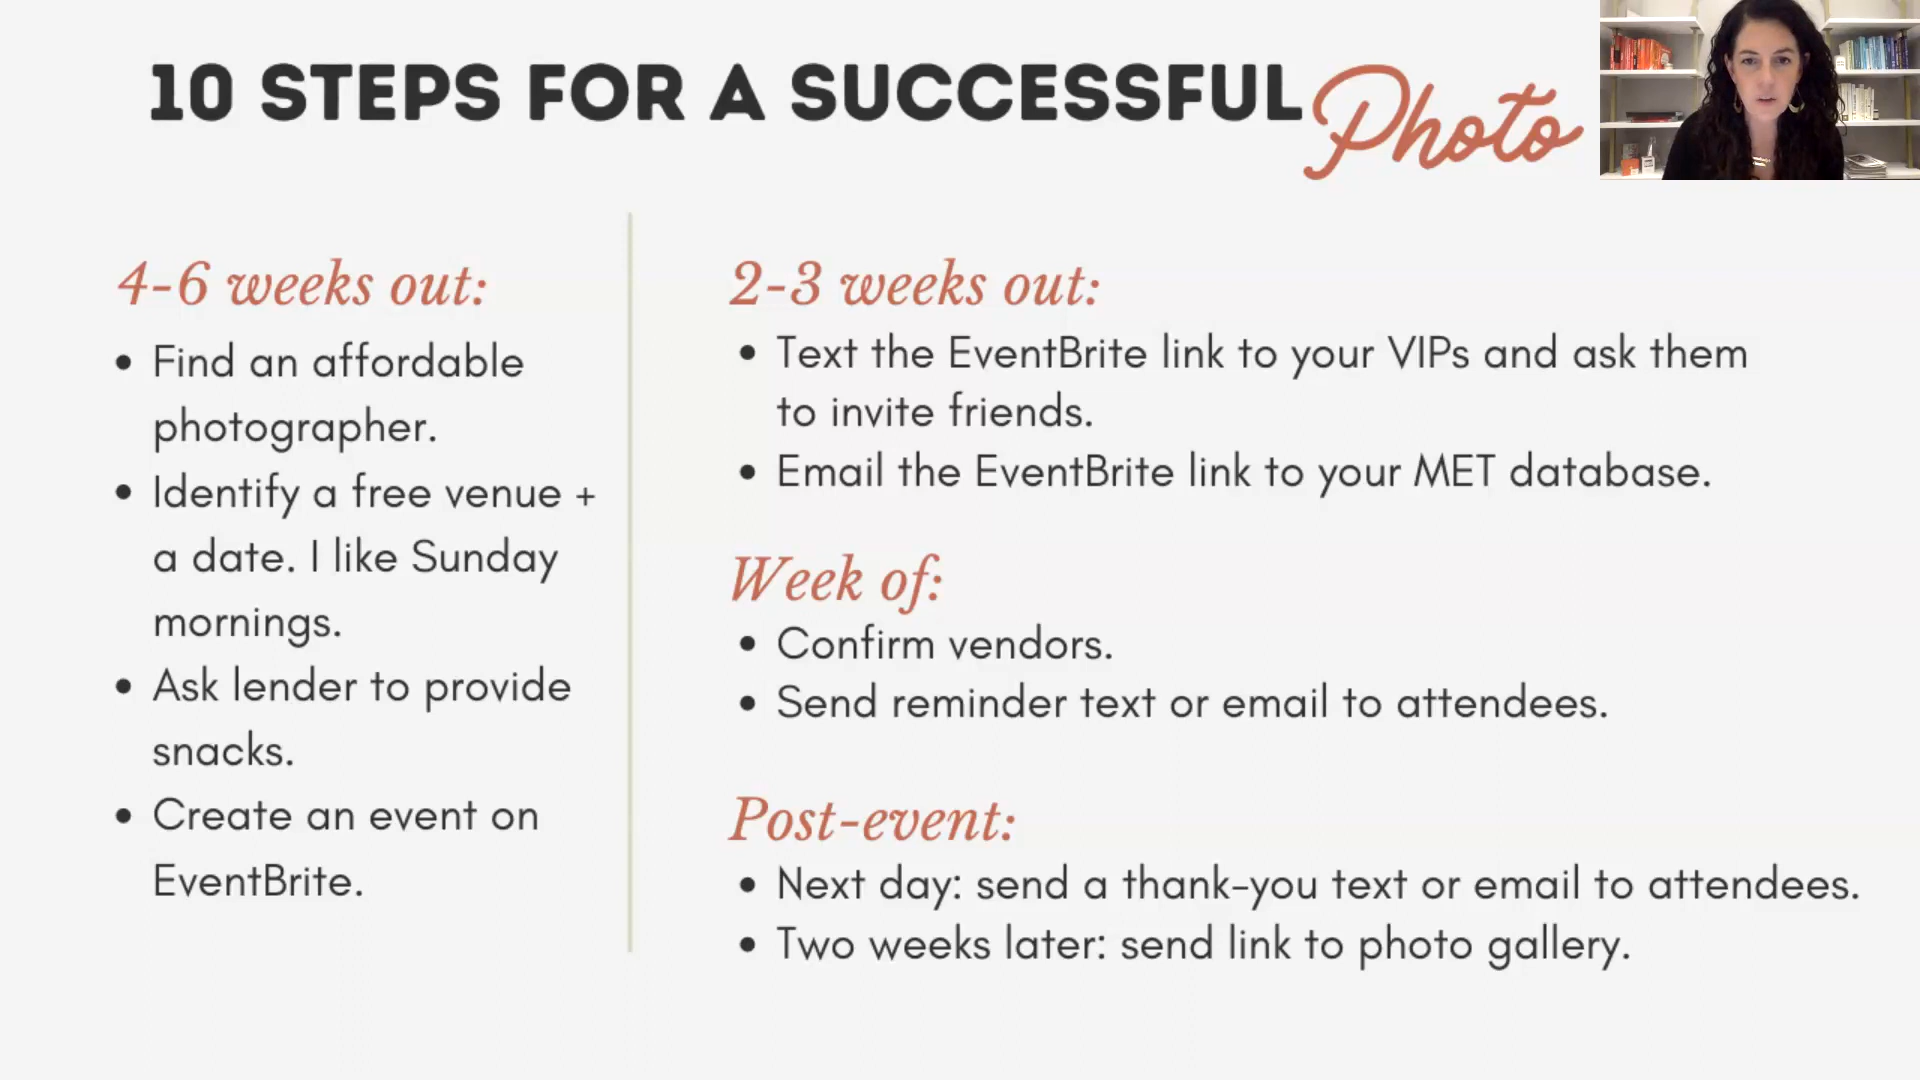 10 STEPS FOR A SUCCESSFUL Photo
4-6 weeks out:
• Find an affordable
photographer.
• Identify a free venue +
a date. I like Sunday
mornings.
• Ask lender to provide
snacks.
• Create an event on
EventBrite.
2-3 weeks out:
• Text the EventBrite link to your VIPs and ask them
to invite friends.
• Email the EventBrite link to your MET database.
Week of:
• Confirm vendors.
• Send reminder text or email to attendees.
Post-event:
• Next day: send a thank-you text or email to attendees.
• Two weeks later: send link to photo gallery.